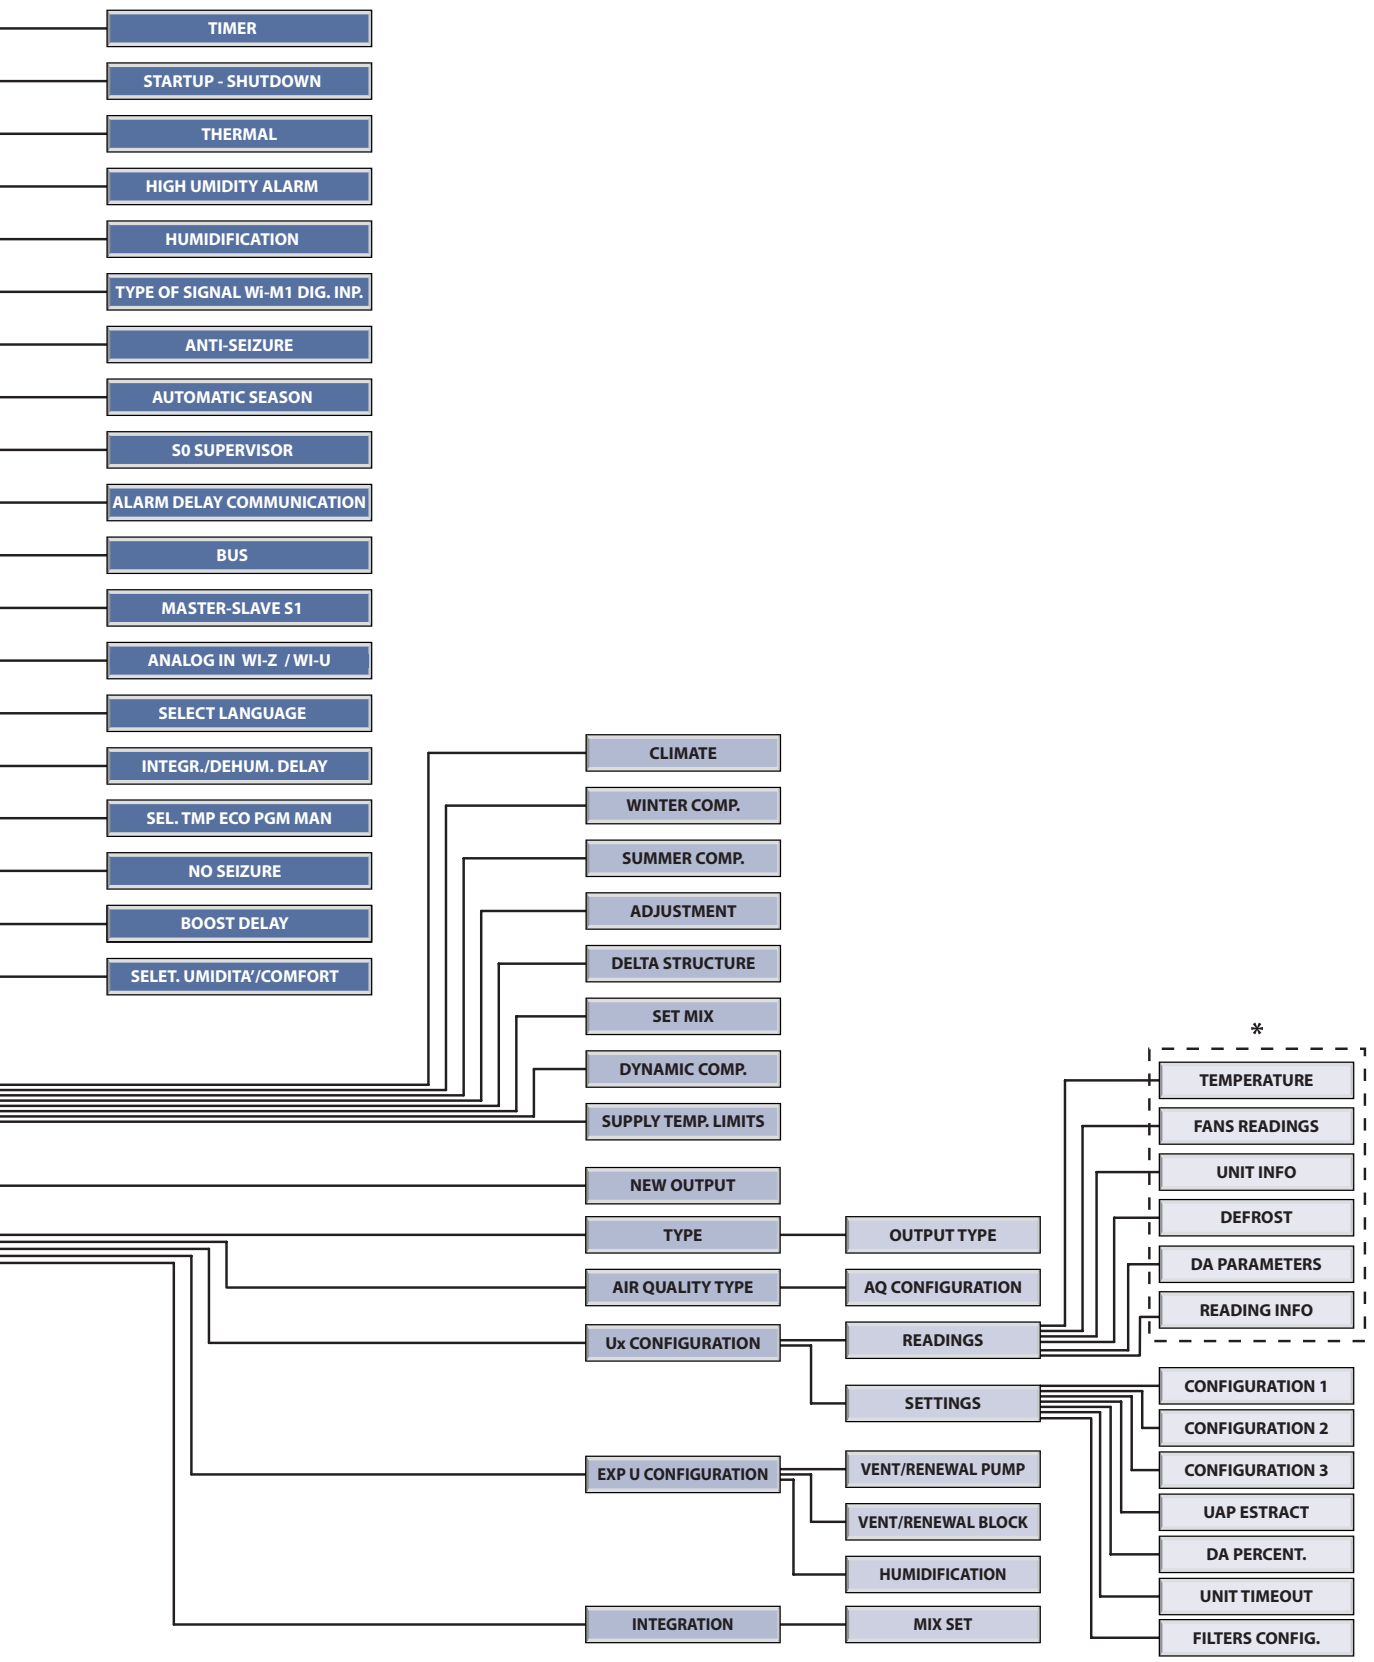 TIMER
STARTUP - SHUTDOWN
THERMAL
HIGH UMIDITY ALARM
HUMIDIFICATION
TYPE OF SIGNAL Wi-M1 DIG. INP.
ANTI-SEIZURE
AUTOMATIC SEASON
S0 SUPERVISOR
ALARM DELAY COMMUNICATION
BUS
MASTER-SLAVE S1
ANALOG IN WI-Z / WI-U
SELECT LANGUAGE
INTEGR./DEHUM. DELAY
SEL. TMP ECO PGM MAN
NO SEIZURE
BOOST DELAY
SELET. UMIDITA'/COMFORT
CLIMATE
WINTER COMP.
SUMMER COMP.
ADJUSTMENT
DELTA STRUCTURE
SET MIX
DYNAMIC COMP.
SUPPLY TEMP. LIMITS
NEW OUTPUT
TYPE
AIR QUALITY TYPE
Ux CONFIGURATION
EXP U CONFIGURATION
INTEGRATION
OUTPUT TYPE
AQ CONFIGURATION
READINGS
SETTINGS
VENT/RENEWAL PUMP
VENT/RENEWAL BLOCK
HUMIDIFICATION
MIX SET
*
TEMPERATURE
FANS READINGS
UNIT INFO
DEFROST
DA PARAMETERS
READING INFO
CONFIGURATION 1
CONFIGURATION 2
CONFIGURATION 3
UAP ESTRACT
DA PERCENT.
UNIT TIMEOUT
FILTERS CONFIG.